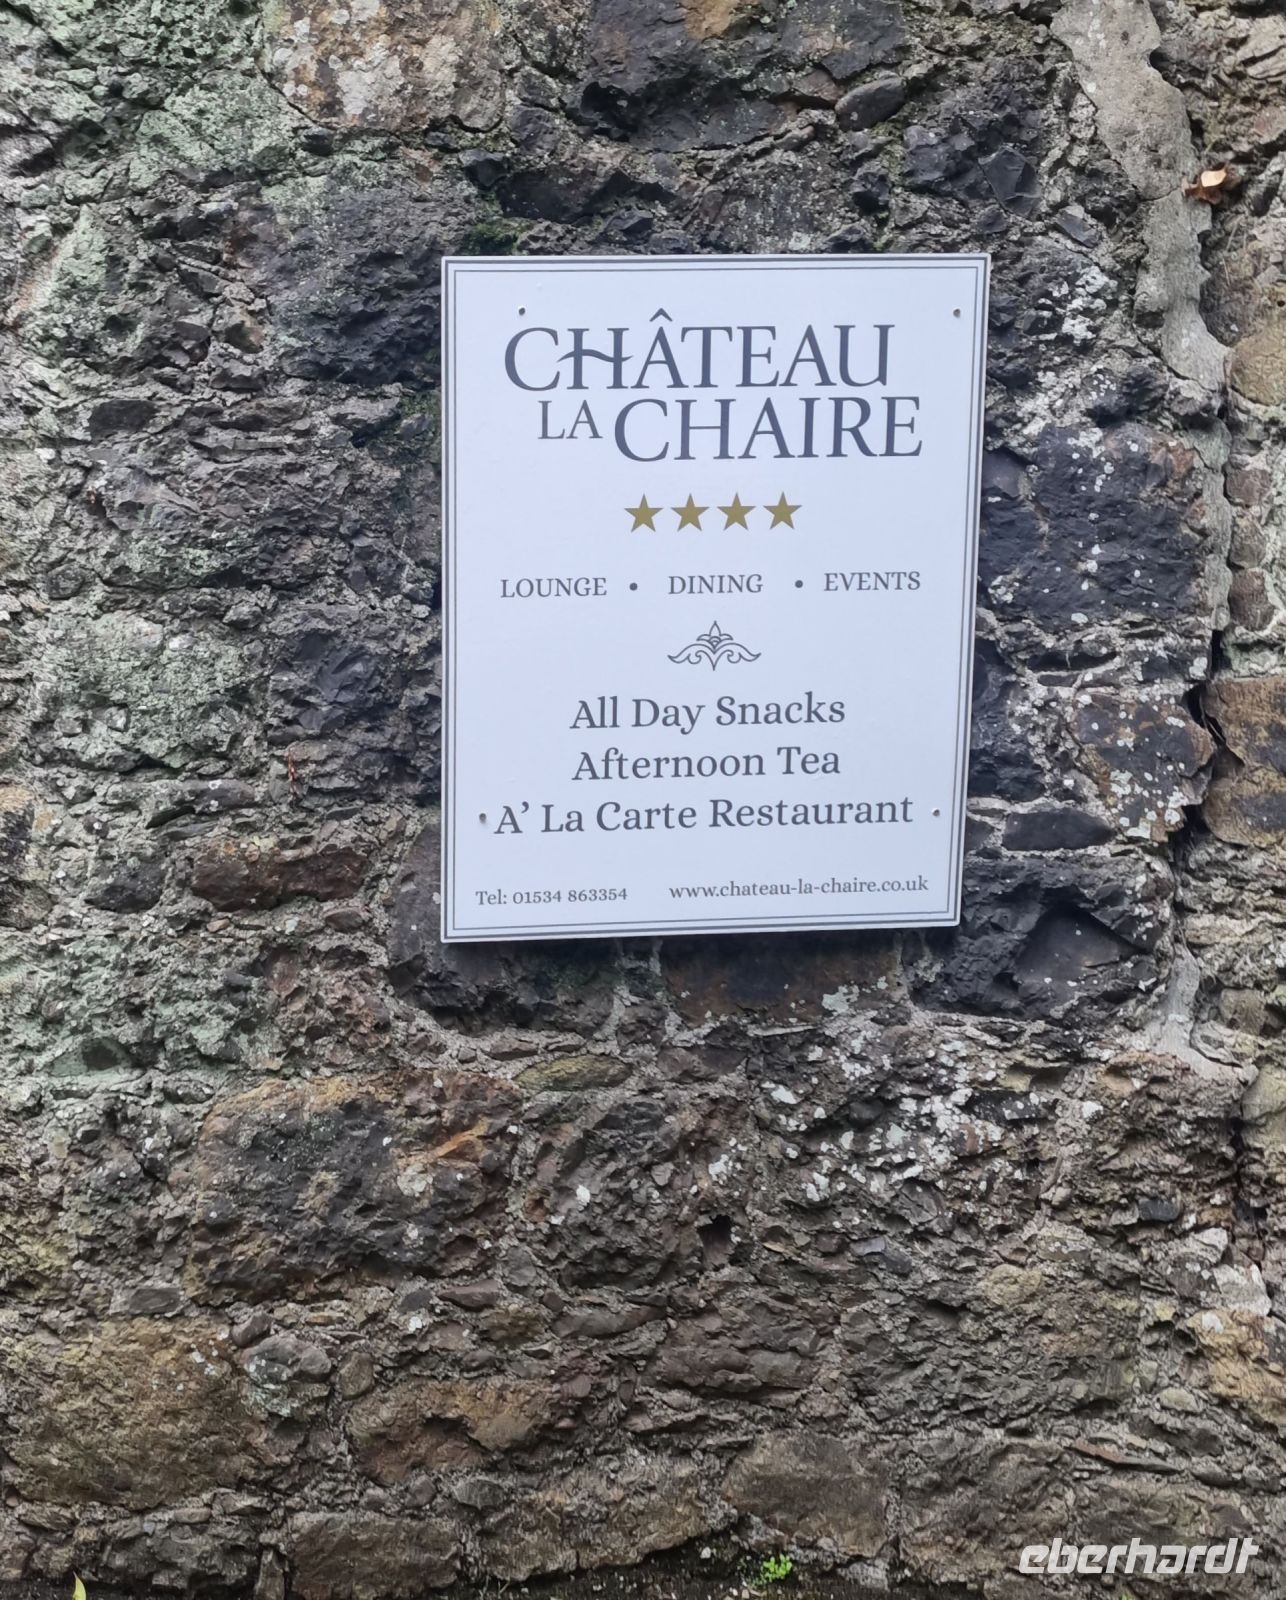 CHÂTEAU
LA CHAIRE
LOUNGE • DINING • EVENTS
All Day Snacks
Afternoon Tea
A’ La Carte Restaurant
Tel: 01534 863354 www.chateau-la-chaire.co.uk
eberhardt